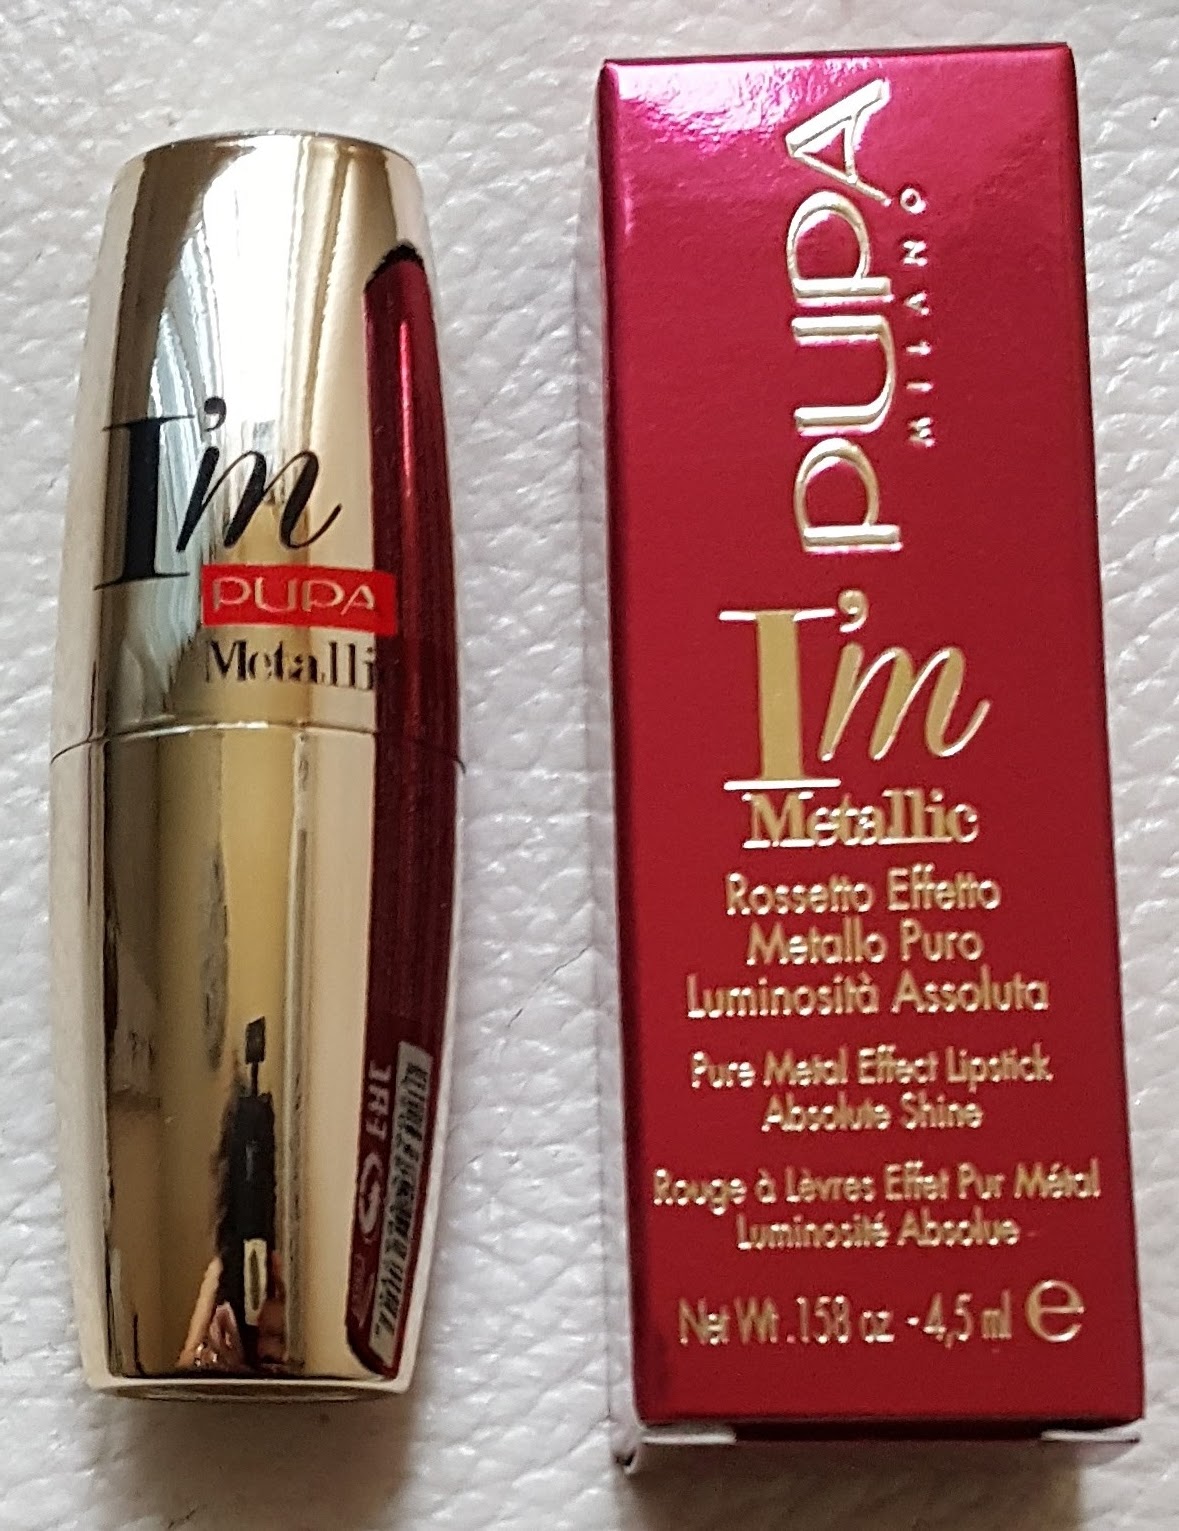 I'm
PUPA
Metalli
PUPA
MILANO
I'm
Metallic
Rossetto Effetto
Metallo Puro
Luminosità Assoluta
Pure Metal Effect Lipstick
Absolute Shine
Rouge à Lèvres Effet Pur Métal
Luminosité Absolue
Net Wt .158 oz - 4,5 ml e